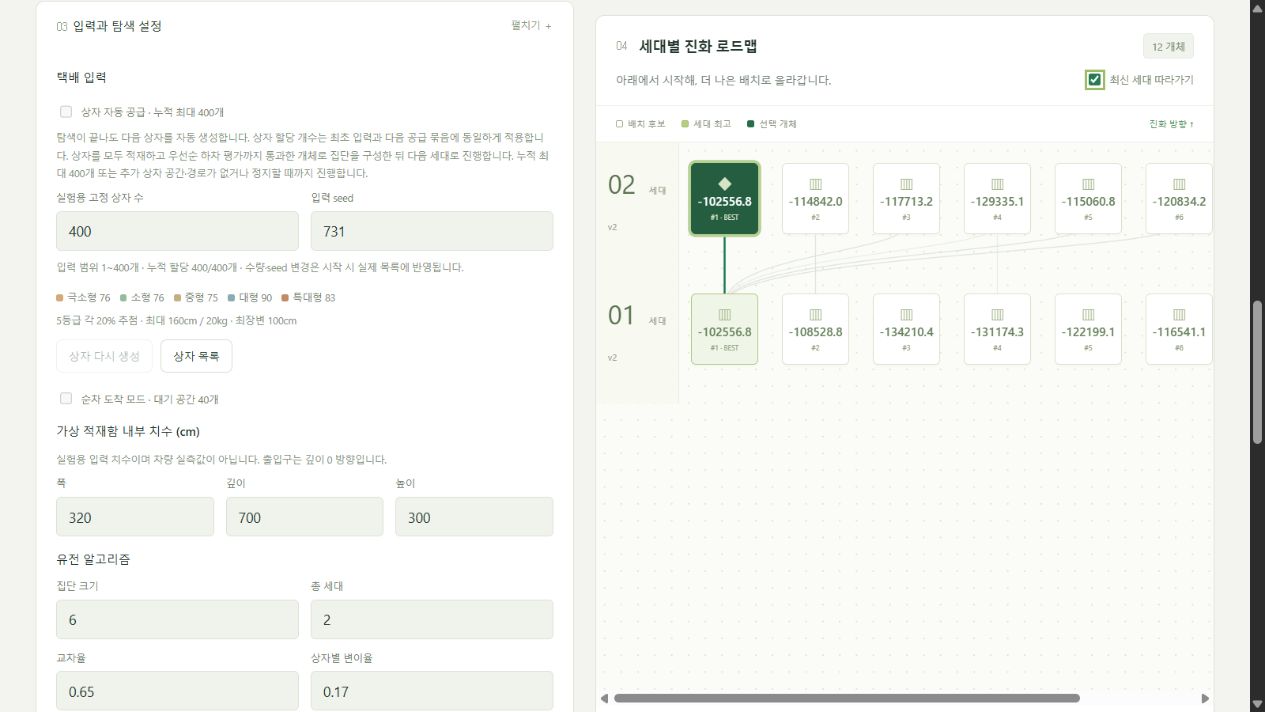 03 입력과 탐색 설정
펼치기 +
택배 입력
상자 자동 공급 · 누적 최대 400개
탐색이 끝나도 다음 상자를 자동 생성합니다. 상자 할당 개수는 최초 입력과 다음 공급 묶음에 동일하게 적용합니
다. 상자를 모두 적재하고 우선순 하차 평가까지 통과한 개체로 집단을 구성한 뒤 다음 세대로 진행합니다. 누적 최
대 400개 또는 추가 상자 공간·경로가 없거나 정지할 때까지 진행합니다.
실험용 고정 상자 수
입력 seed
400
731
입력 범위 1~400개 · 누적 할당 400/400개 · 수량·seed 변경은 시작 시 실제 목록에 반영됩니다.
극소형 76 소형 76 중형 75 대형 90 특대형 83
5등급 각 20% 추첨 · 최대 160cm / 20kg · 최장변 100cm
상자 다시 생성
상자 목록
순차 도착 모드 · 대기 공간 40개
가상 적재함 내부 치수 (cm)
실험용 입력 치수이며 차량 실측값이 아닙니다. 출입구는 깊이 0 방향입니다.
폭
깊이
높이
320
700
300
유전 알고리즘
집단 크기
총 세대
6
2
교차율
상자별 변이율
0.65
0.17
04 세대별 진화 로드맵
12 개체
아래에서 시작해, 더 나은 배치로 올라갑니다.
최신 세대 따라가기
배치 후보
세대 최고
선택 개체
진화 방향 ↑
02 세대
v2
-102556.8
#1 · BEST
-114842.0
#2
-117713.2
#3
-129335.1
#4
-115060.8
#5
-120834.2
#6
01 세대
v2
-102556.8
#1 · BEST
-108528.8
#2
-134210.4
#3
-131174.3
#4
-122199.1
#5
-116541.1
#6